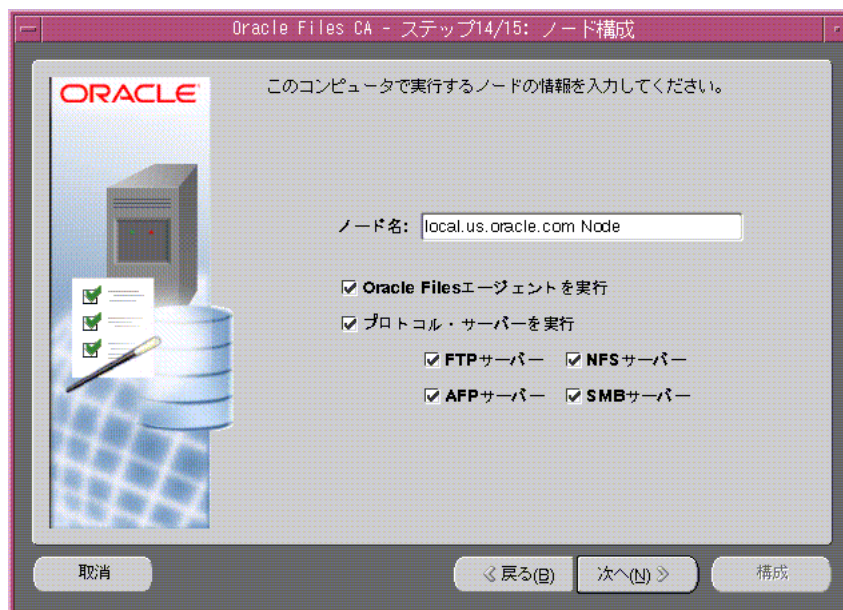 Oracle Files CA - ステップ14/15: ノード構成
ORACLE
このコンピュータで実行するノードの情報を入力してください。
ノード名: local.us.oracle.com Node
Oracle Filesエージェントを実行
プロトコル・サーバーを実行
FTPサーバー NFSサーバー
AFPサーバー SMBサーバー
取消 戻る(B) 次へ(N) 構成